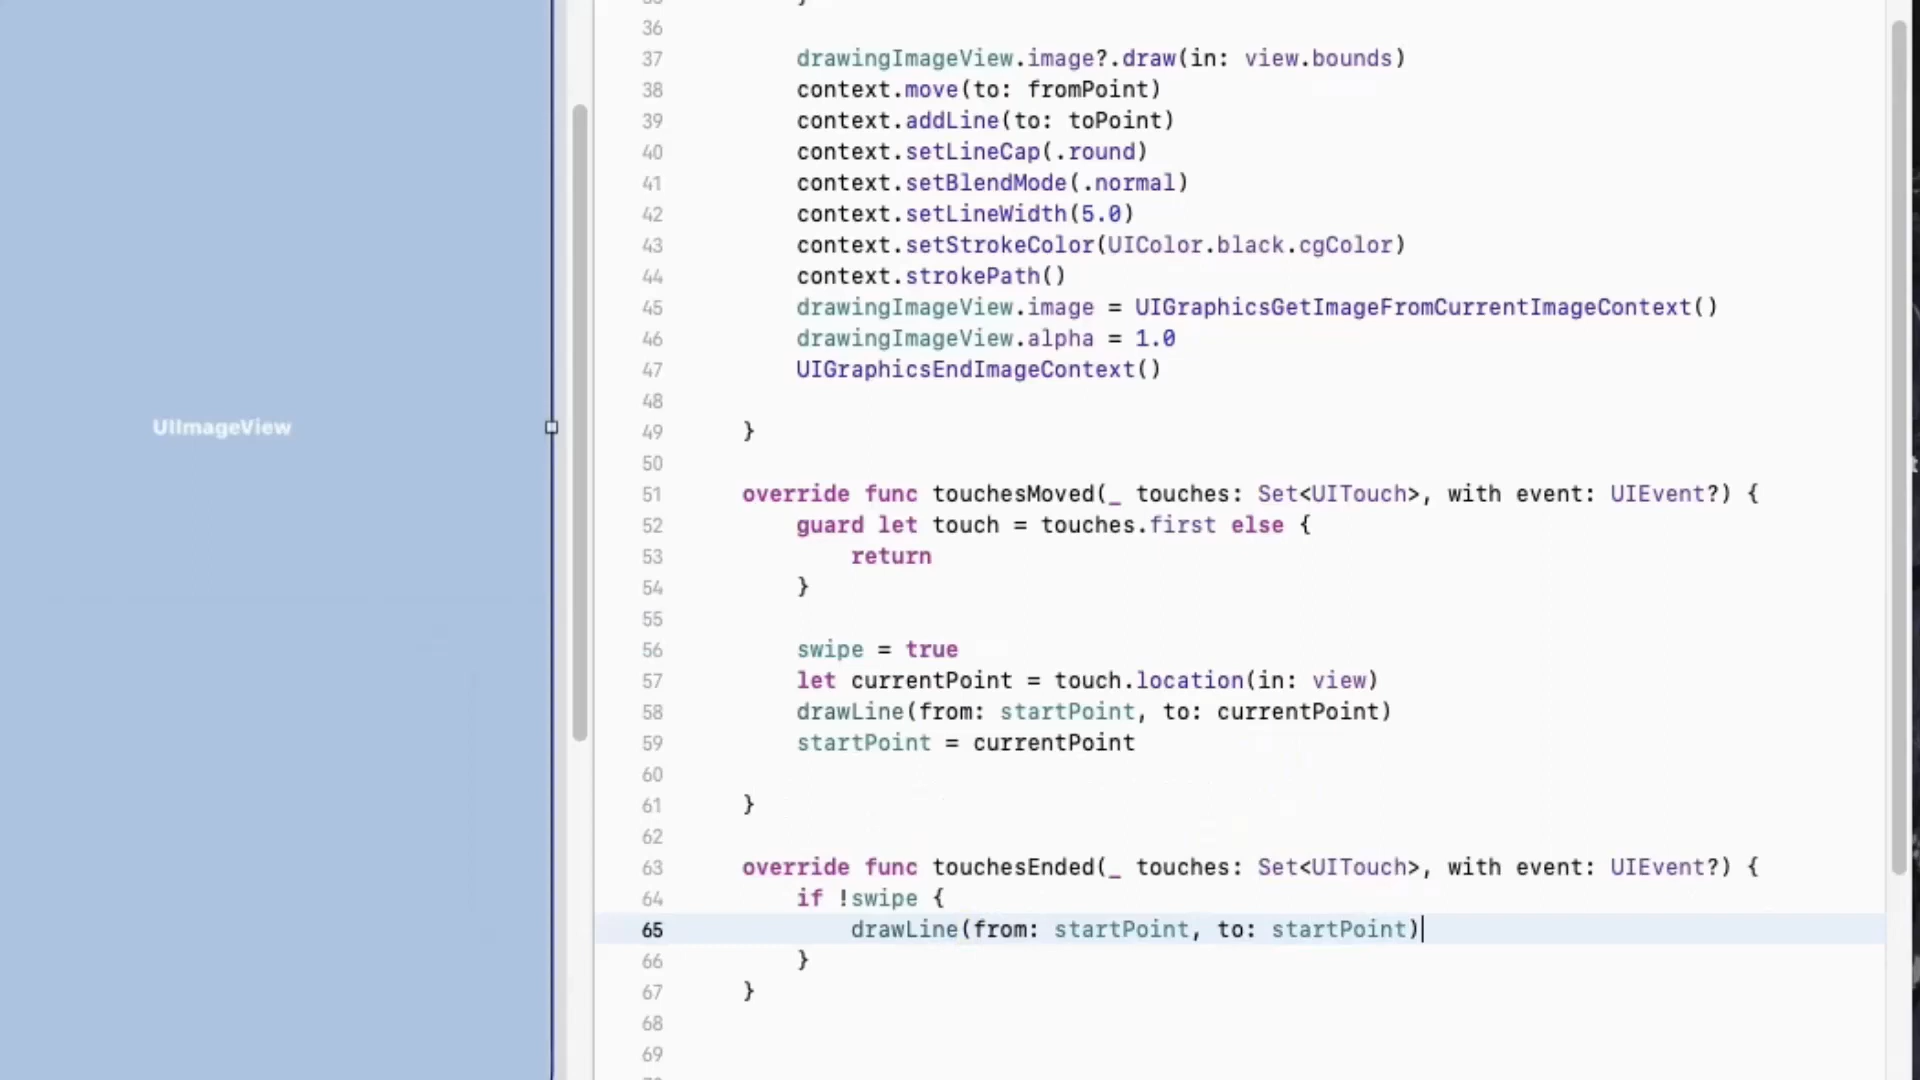 UIImageView
36
37 drawingImageView.image?.draw(in: view.bounds)
38 context.move(to: fromPoint)
39 context.addLine(to: toPoint)
40 context.setLineCap(.round)
41 context.setBlendMode(.normal)
42 context.setLineWidth(5.0)
43 context.setStrokeColor(UIColor.black.cgColor)
44 context.strokePath()
45 drawingImageView.image = UIGraphicsGetImageFromCurrentImageContext()
46 drawingImageView.alpha = 1.0
47 UIGraphicsEndImageContext()
48
49 }
50
51 override func touchesMoved(_ touches: Set<UITouch>, with event: UIEvent?) {
52 guard let touch = touches.first else {
53 return
54 }
55
56 swipe = true
57 let currentPoint = touch.location(in: view)
58 drawLine(from: startPoint, to: currentPoint)
59 startPoint = currentPoint
60
61 }
62
63 override func touchesEnded(_ touches: Set<UITouch>, with event: UIEvent?) {
64 if !swipe {
65 drawLine(from: startPoint, to: startPoint)
66 }
67 }
68
69